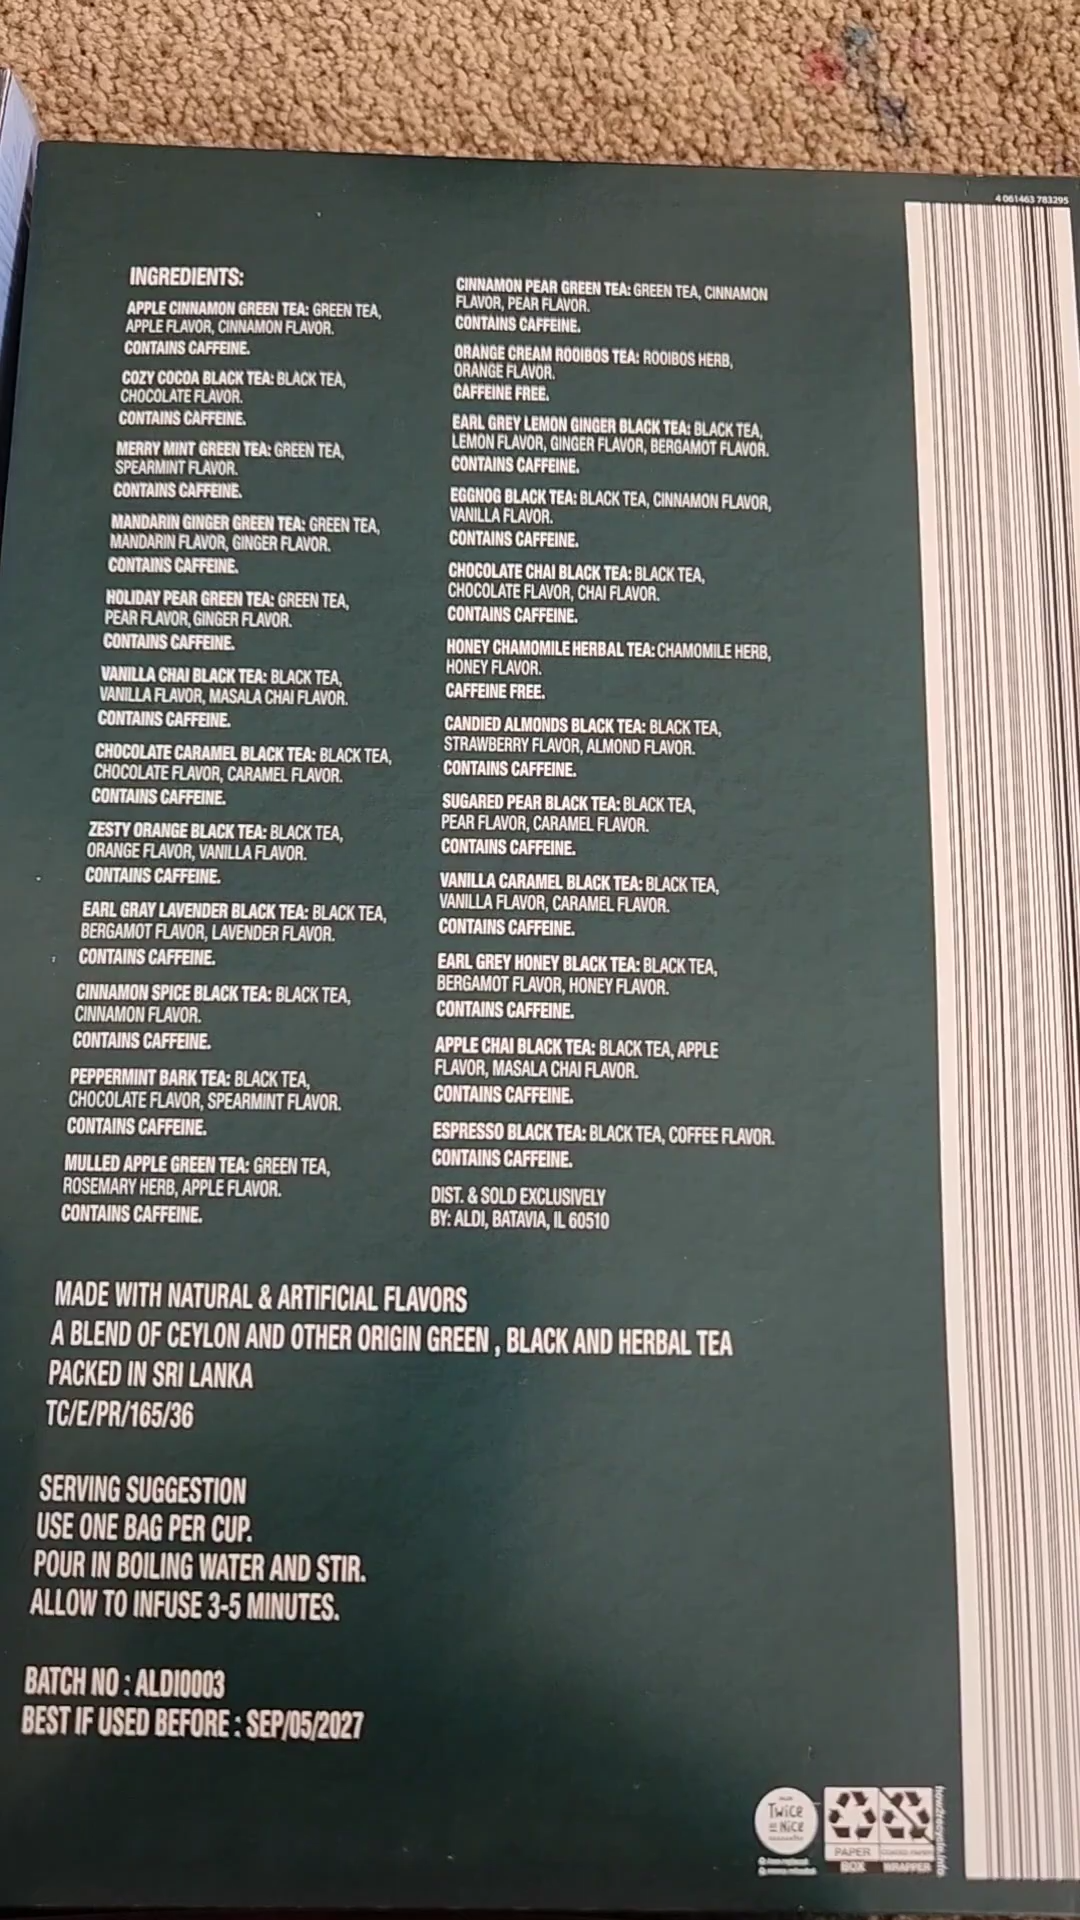 4 061463 783295
INGREDIENTS:
APPLE CINNAMON GREEN TEA: GREEN TEA,
APPLE FLAVOR, CINNAMON FLAVOR.
CONTAINS CAFFEINE.
COZY COCOA BLACK TEA: BLACK TEA,
CHOCOLATE FLAVOR.
CONTAINS CAFFEINE.
MERRY MINT GREEN TEA: GREEN TEA,
SPEARMINT FLAVOR.
CONTAINS CAFFEINE.
MANDARIN GINGER GREEN TEA: GREEN TEA,
MANDARIN FLAVOR, GINGER FLAVOR.
CONTAINS CAFFEINE.
HOLIDAY PEAR GREEN TEA: GREEN TEA,
PEAR FLAVOR, GINGER FLAVOR.
CONTAINS CAFFEINE.
VANILLA CHAI BLACK TEA: BLACK TEA,
VANILLA FLAVOR, MASALA CHAI FLAVOR.
CONTAINS CAFFEINE.
CHOCOLATE CARAMEL BLACK TEA: BLACK TEA,
CHOCOLATE FLAVOR, CARAMEL FLAVOR.
CONTAINS CAFFEINE.
ZESTY ORANGE BLACK TEA: BLACK TEA,
ORANGE FLAVOR, VANILLA FLAVOR.
CONTAINS CAFFEINE.
EARL GRAY LAVENDER BLACK TEA: BLACK TEA,
BERGAMOT FLAVOR, LAVENDER FLAVOR.
CONTAINS CAFFEINE.
CINNAMON SPICE BLACK TEA: BLACK TEA,
CINNAMON FLAVOR.
CONTAINS CAFFEINE.
PEPPERMINT BARK TEA: BLACK TEA,
CHOCOLATE FLAVOR, SPEARMINT FLAVOR.
CONTAINS CAFFEINE.
MULLED APPLE GREEN TEA: GREEN TEA,
ROSEMARY HERB, APPLE FLAVOR.
CONTAINS CAFFEINE.
CINNAMON PEAR GREEN TEA: GREEN TEA, CINNAMON
FLAVOR, PEAR FLAVOR.
CONTAINS CAFFEINE.
ORANGE CREAM ROOIBOS TEA: ROOIBOS HERB,
ORANGE FLAVOR.
CAFFEINE FREE.
EARL GREY LEMON GINGER BLACK TEA: BLACK TEA,
LEMON FLAVOR, GINGER FLAVOR, BERGAMOT FLAVOR.
CONTAINS CAFFEINE.
EGGNOG BLACK TEA: BLACK TEA, CINNAMON FLAVOR,
VANILLA FLAVOR.
CONTAINS CAFFEINE.
CHOCOLATE CHAI BLACK TEA: BLACK TEA,
CHOCOLATE FLAVOR, CHAI FLAVOR.
CONTAINS CAFFEINE.
HONEY CHAMOMILE HERBAL TEA: CHAMOMILE HERB,
HONEY FLAVOR.
CAFFEINE FREE.
CANDIED ALMONDS BLACK TEA: BLACK TEA,
STRAWBERRY FLAVOR, ALMOND FLAVOR.
CONTAINS CAFFEINE.
SUGARED PEAR BLACK TEA: BLACK TEA,
PEAR FLAVOR, CARAMEL FLAVOR.
CONTAINS CAFFEINE.
VANILLA CARAMEL BLACK TEA: BLACK TEA,
VANILLA FLAVOR, CARAMEL FLAVOR.
CONTAINS CAFFEINE.
EARL GREY HONEY BLACK TEA: BLACK TEA,
BERGAMOT FLAVOR, HONEY FLAVOR.
CONTAINS CAFFEINE.
APPLE CHAI BLACK TEA: BLACK TEA, APPLE
FLAVOR, MASALA CHAI FLAVOR.
CONTAINS CAFFEINE.
ESPRESSO BLACK TEA: BLACK TEA, COFFEE FLAVOR.
CONTAINS CAFFEINE.
DIST. & SOLD EXCLUSIVELY
BY: ALDI, BATAVIA, IL 60510
MADE WITH NATURAL & ARTIFICIAL FLAVORS
A BLEND OF CEYLON AND OTHER ORIGIN GREEN , BLACK AND HERBAL TEA
PACKED IN SRI LANKA
TC/E/PR/165/36
SERVING SUGGESTION
USE ONE BAG PER CUP.
POUR IN BOILING WATER AND STIR.
ALLOW TO INFUSE 3-5 MINUTES.
BATCH NO : ALDI0003
BEST IF USED BEFORE : SEP/05/2027
Twice
as Nice
PAPER
BOX
COATED PAPER
WRAPPER
how2recycle.info